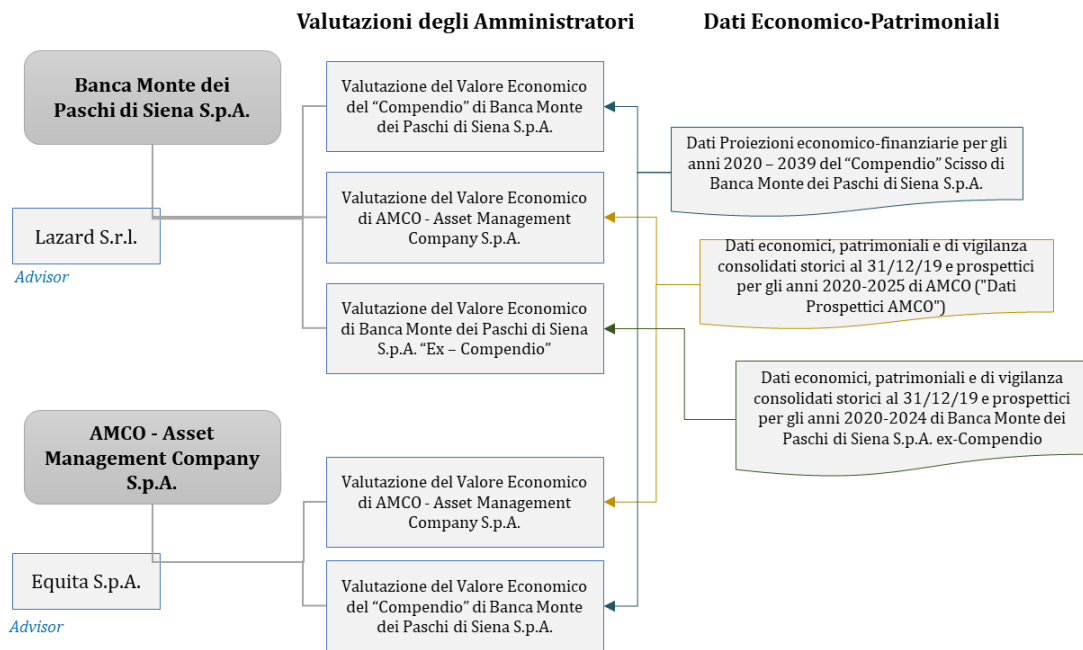 Valutazioni degli Amministratori
Dati Economico-Patrimoniali
Banca Monte dei
Paschi di Siena S.p.A.
Lazard S.r.l.
Advisor
Valutazione del Valore Economico
del “Compendio” di Banca Monte
dei Paschi di Siena S.p.A.
Valutazione del Valore Economico
di AMCO - Asset Management
Company S.p.A.
Valutazione del Valore Economico
di Banca Monte dei Paschi di Siena
S.p.A. “Ex – Compendio”
Dati Proiezioni economico-finanziarie per gli
anni 2020 – 2039 del “Compendio” Scisso di
Banca Monte dei Paschi di Siena S.p.A.
Dati economici, patrimoniali e di vigilanza
consolidati storici al 31/12/19 e prospettici
per gli anni 2020-2025 di AMCO ("Dati
Prospettici AMCO")
Dati economici, patrimoniali e di vigilanza
consolidati storici al 31/12/19 e prospettici
per gli anni 2020-2024 di Banca Monte dei
Paschi di Siena S.p.A. ex-Compendio
AMCO - Asset
Management Company
S.p.A.
Equita S.p.A.
Advisor
Valutazione del Valore Economico
di AMCO - Asset Management
Company S.p.A.
Valutazione del Valore Economico
del “Compendio” di Banca Monte
dei Paschi di Siena S.p.A.